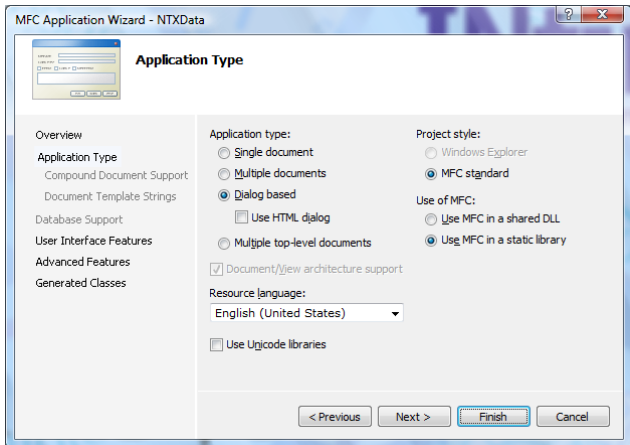 MFC Application Wizard - NTXData
Application Type
Overview
Application Type
Compound Document Support
Document Template Strings
Database Support
User Interface Features
Advanced Features
Generated Classes
Application type:
Single document
Multiple documents
Dialog based
Use HTML dialog
Multiple top-level documents
Document/View architecture support
Resource language:
English (United States)
Use Unicode libraries
Project style:
Windows Explorer
MFC standard
Use of MFC:
Use MFC in a shared DLL
Use MFC in a static library
< Previous
Next >
Finish
Cancel